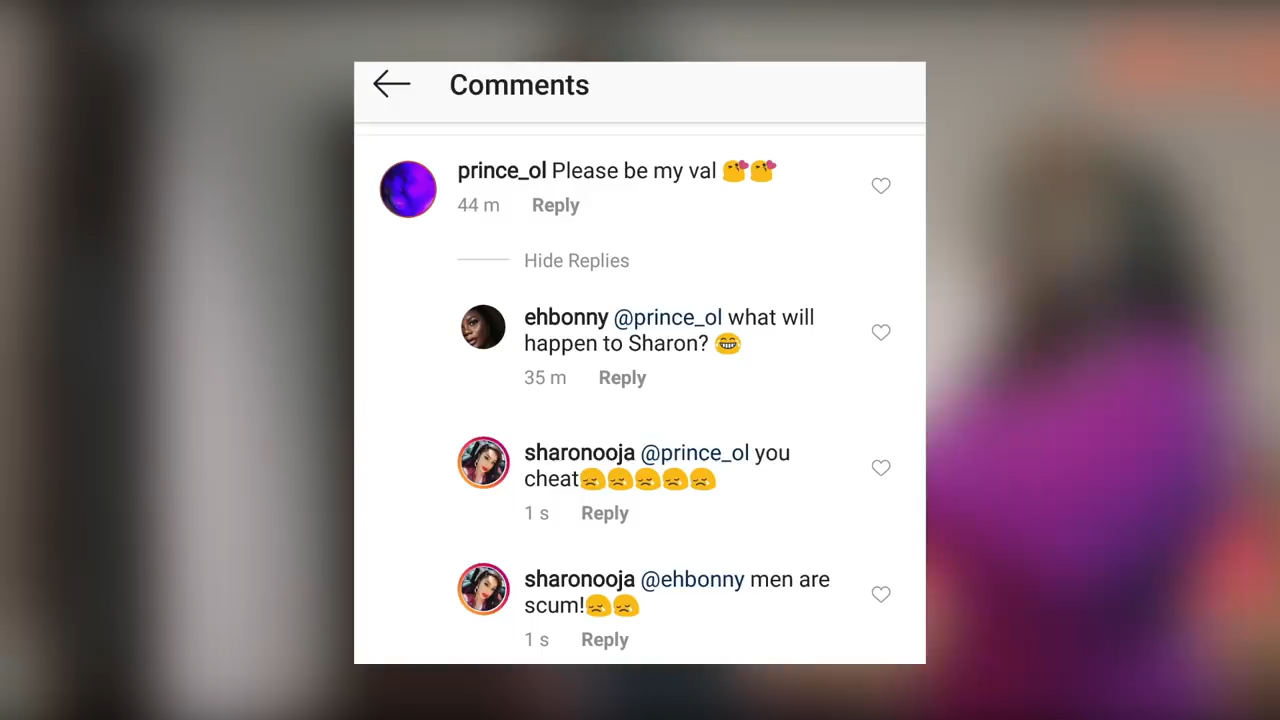 Comments
prince_ol Please be my val 😘😘
44 m Reply
Hide Replies
ehbonny @prince_ol what will
happen to Sharon? 😂
35 m Reply
sharonooja @prince_ol you
cheat😢😢😢😢😢
1 s Reply
sharonooja @ehbonny men are
scum!😢😢
1 s Reply